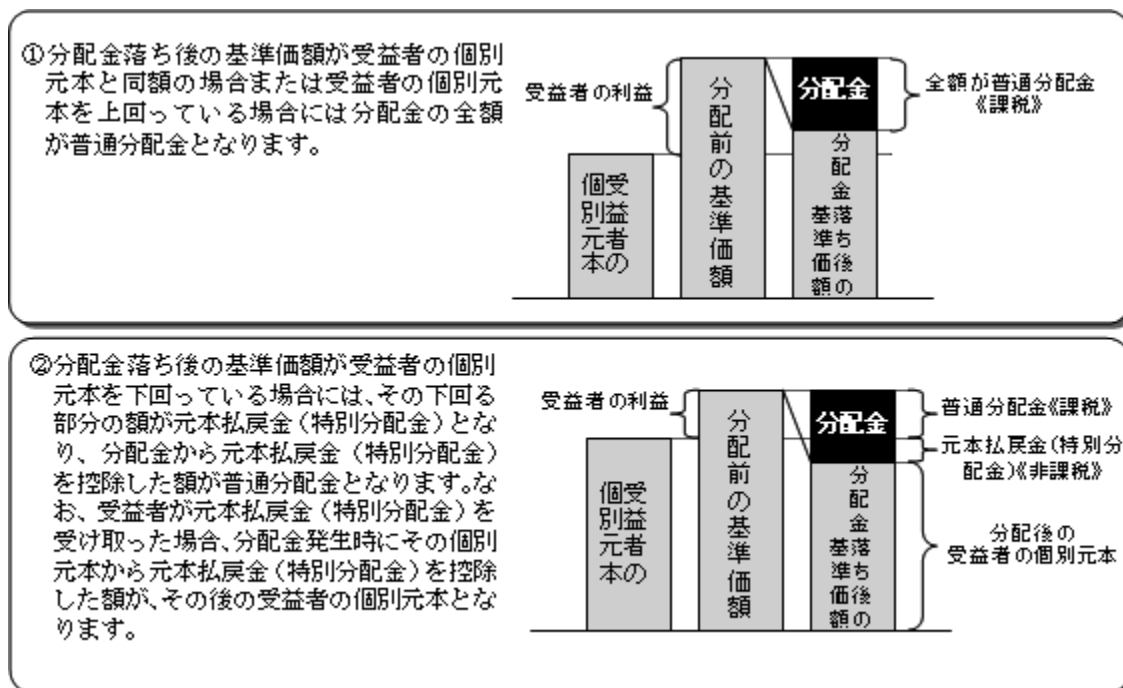 ①分配金落ち後の基準価額が受益者の個別
元本と同額の場合または受益者の個別元
本を上回っている場合には分配金の全額
が普通分配金となります。
受益者の利益
受益者の
個別元本
分配前の基準価額
分配金
分配金落ち後の
基準価額
全額が普通分配金
《課税》
②分配金落ち後の基準価額が受益者の個別
元本を下回っている場合には、その下回る
部分の額が元本払戻金(特別分配金)とな
り、分配金から元本払戻金(特別分配金)
を控除した額が普通分配金となります。な
お、受益者が元本払戻金(特別分配金)を
受け取った場合、分配金発生時にその個別
元本から元本払戻金(特別分配金)を控除
した額が、その後の受益者の個別元本とな
ります。
受益者の利益
受益者の
個別元本
分配前の基準価額
分配金
分配金落ち後の
基準価額
普通分配金《課税》
元本払戻金(特別分
配金)《非課税》
分配後の
受益者の個別元本